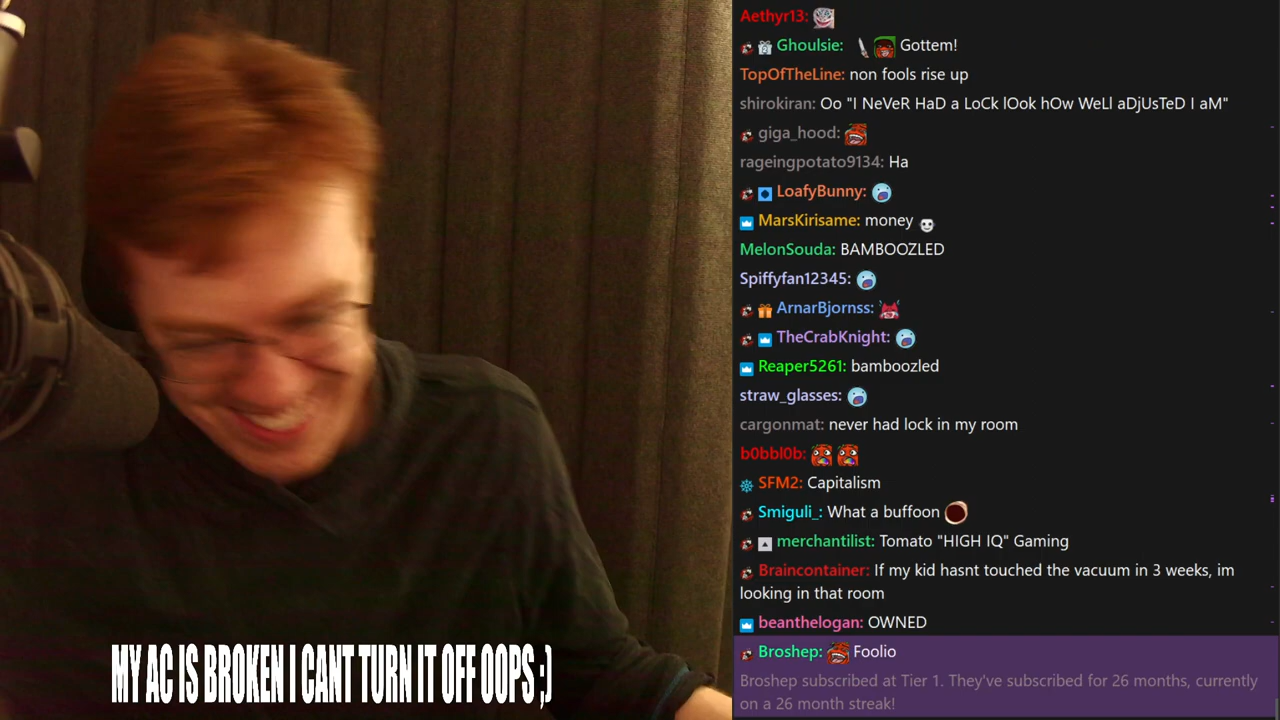 Aethyr13:
Ghoulsie: Gottem!
TopOfTheLine: non fools rise up
shirokiran: Oo "I NeVeR HaD a LoCk lOok hOw WeLl aDjUsTeD I aM"
giga_hood:
rageingpotato9134: Ha
LoafyBunny:
MarsKirisame: money
MelonSouda: BAMBOOZLED
Spiffyfan12345:
ArnarBjornss:
TheCrabKnight:
Reaper5261: bamboozled
straw_glasses:
cargonmat: never had lock in my room
b0bbl0b:
SFM2: Capitalism
Smiguli_: What a buffoon
merchantilist: Tomato "HIGH IQ" Gaming
Braincontainer: If my kid hasnt touched the vacuum in 3 weeks, im
looking in that room
beanthelogan: OWNED
Broshep: Foolio
Broshep subscribed at Tier 1. They've subscribed for 26 months, currently
on a 26 month streak!
MY AC IS BROKEN I CANT TURN IT OFF OOPS ;)